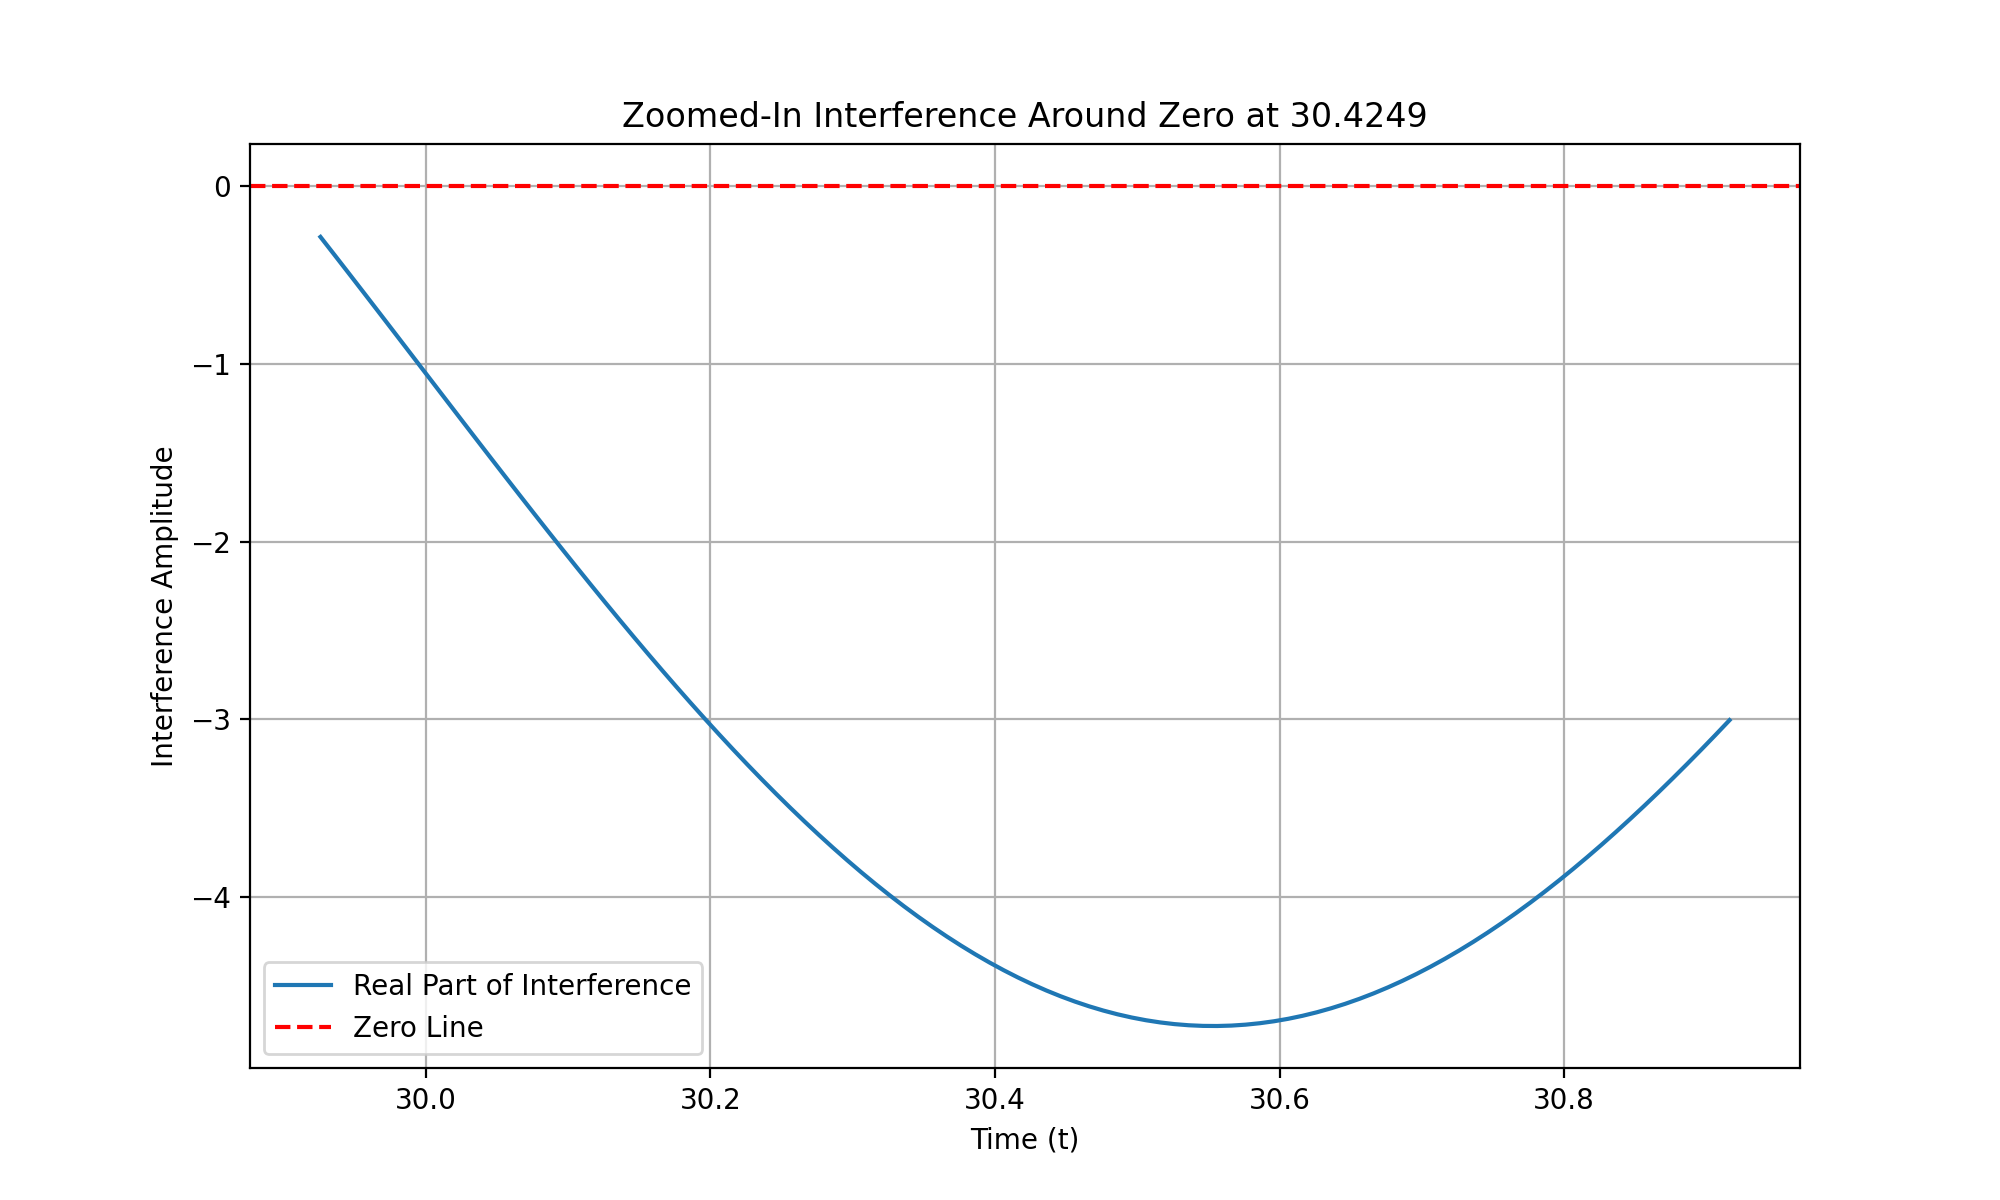 Zoomed-In Interference Around Zero at 30.4249
0
−1
−2
−3
−4
Interference Amplitude
Real Part of Interference
Zero Line
30.0 30.2 30.4 30.6 30.8
Time (t)